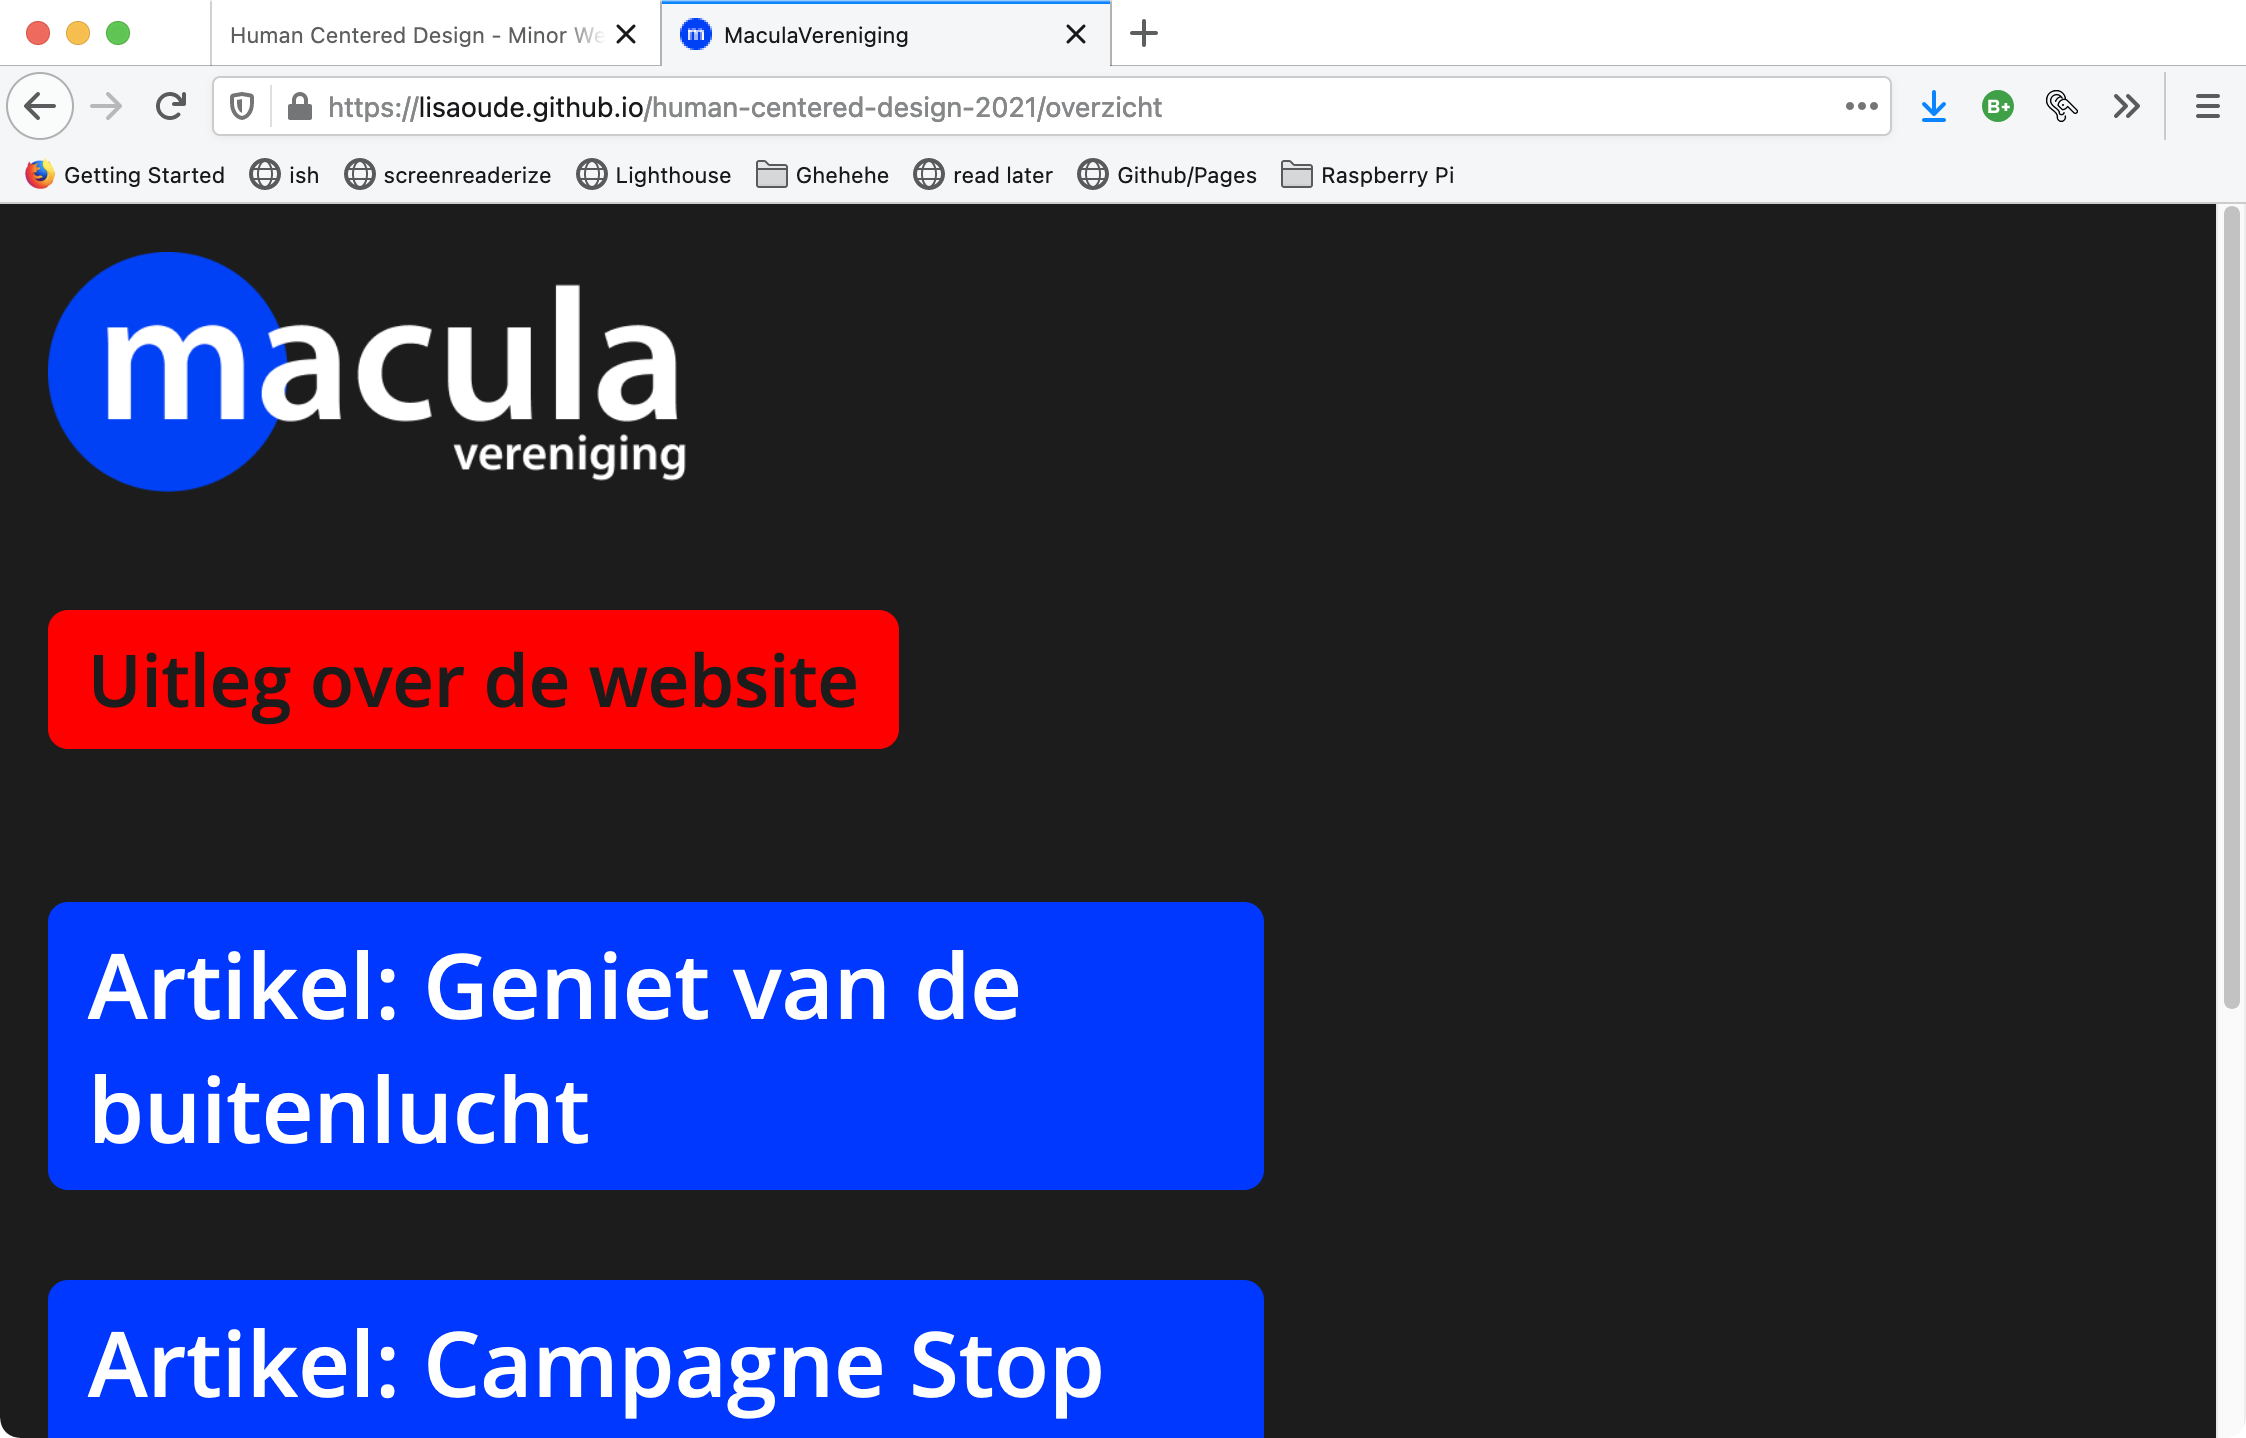 Human Centered Design - Minor We
MaculaVereniging
https://lisaoude.github.io/human-centered-design-2021/overzicht
B+
Getting Started
ish
screenreaderize
Lighthouse
Ghehehe
read later
Github/Pages
Raspberry Pi
macula
vereniging
Uitleg over de website
Artikel: Geniet van de
buitenlucht
Artikel: Campagne Stop